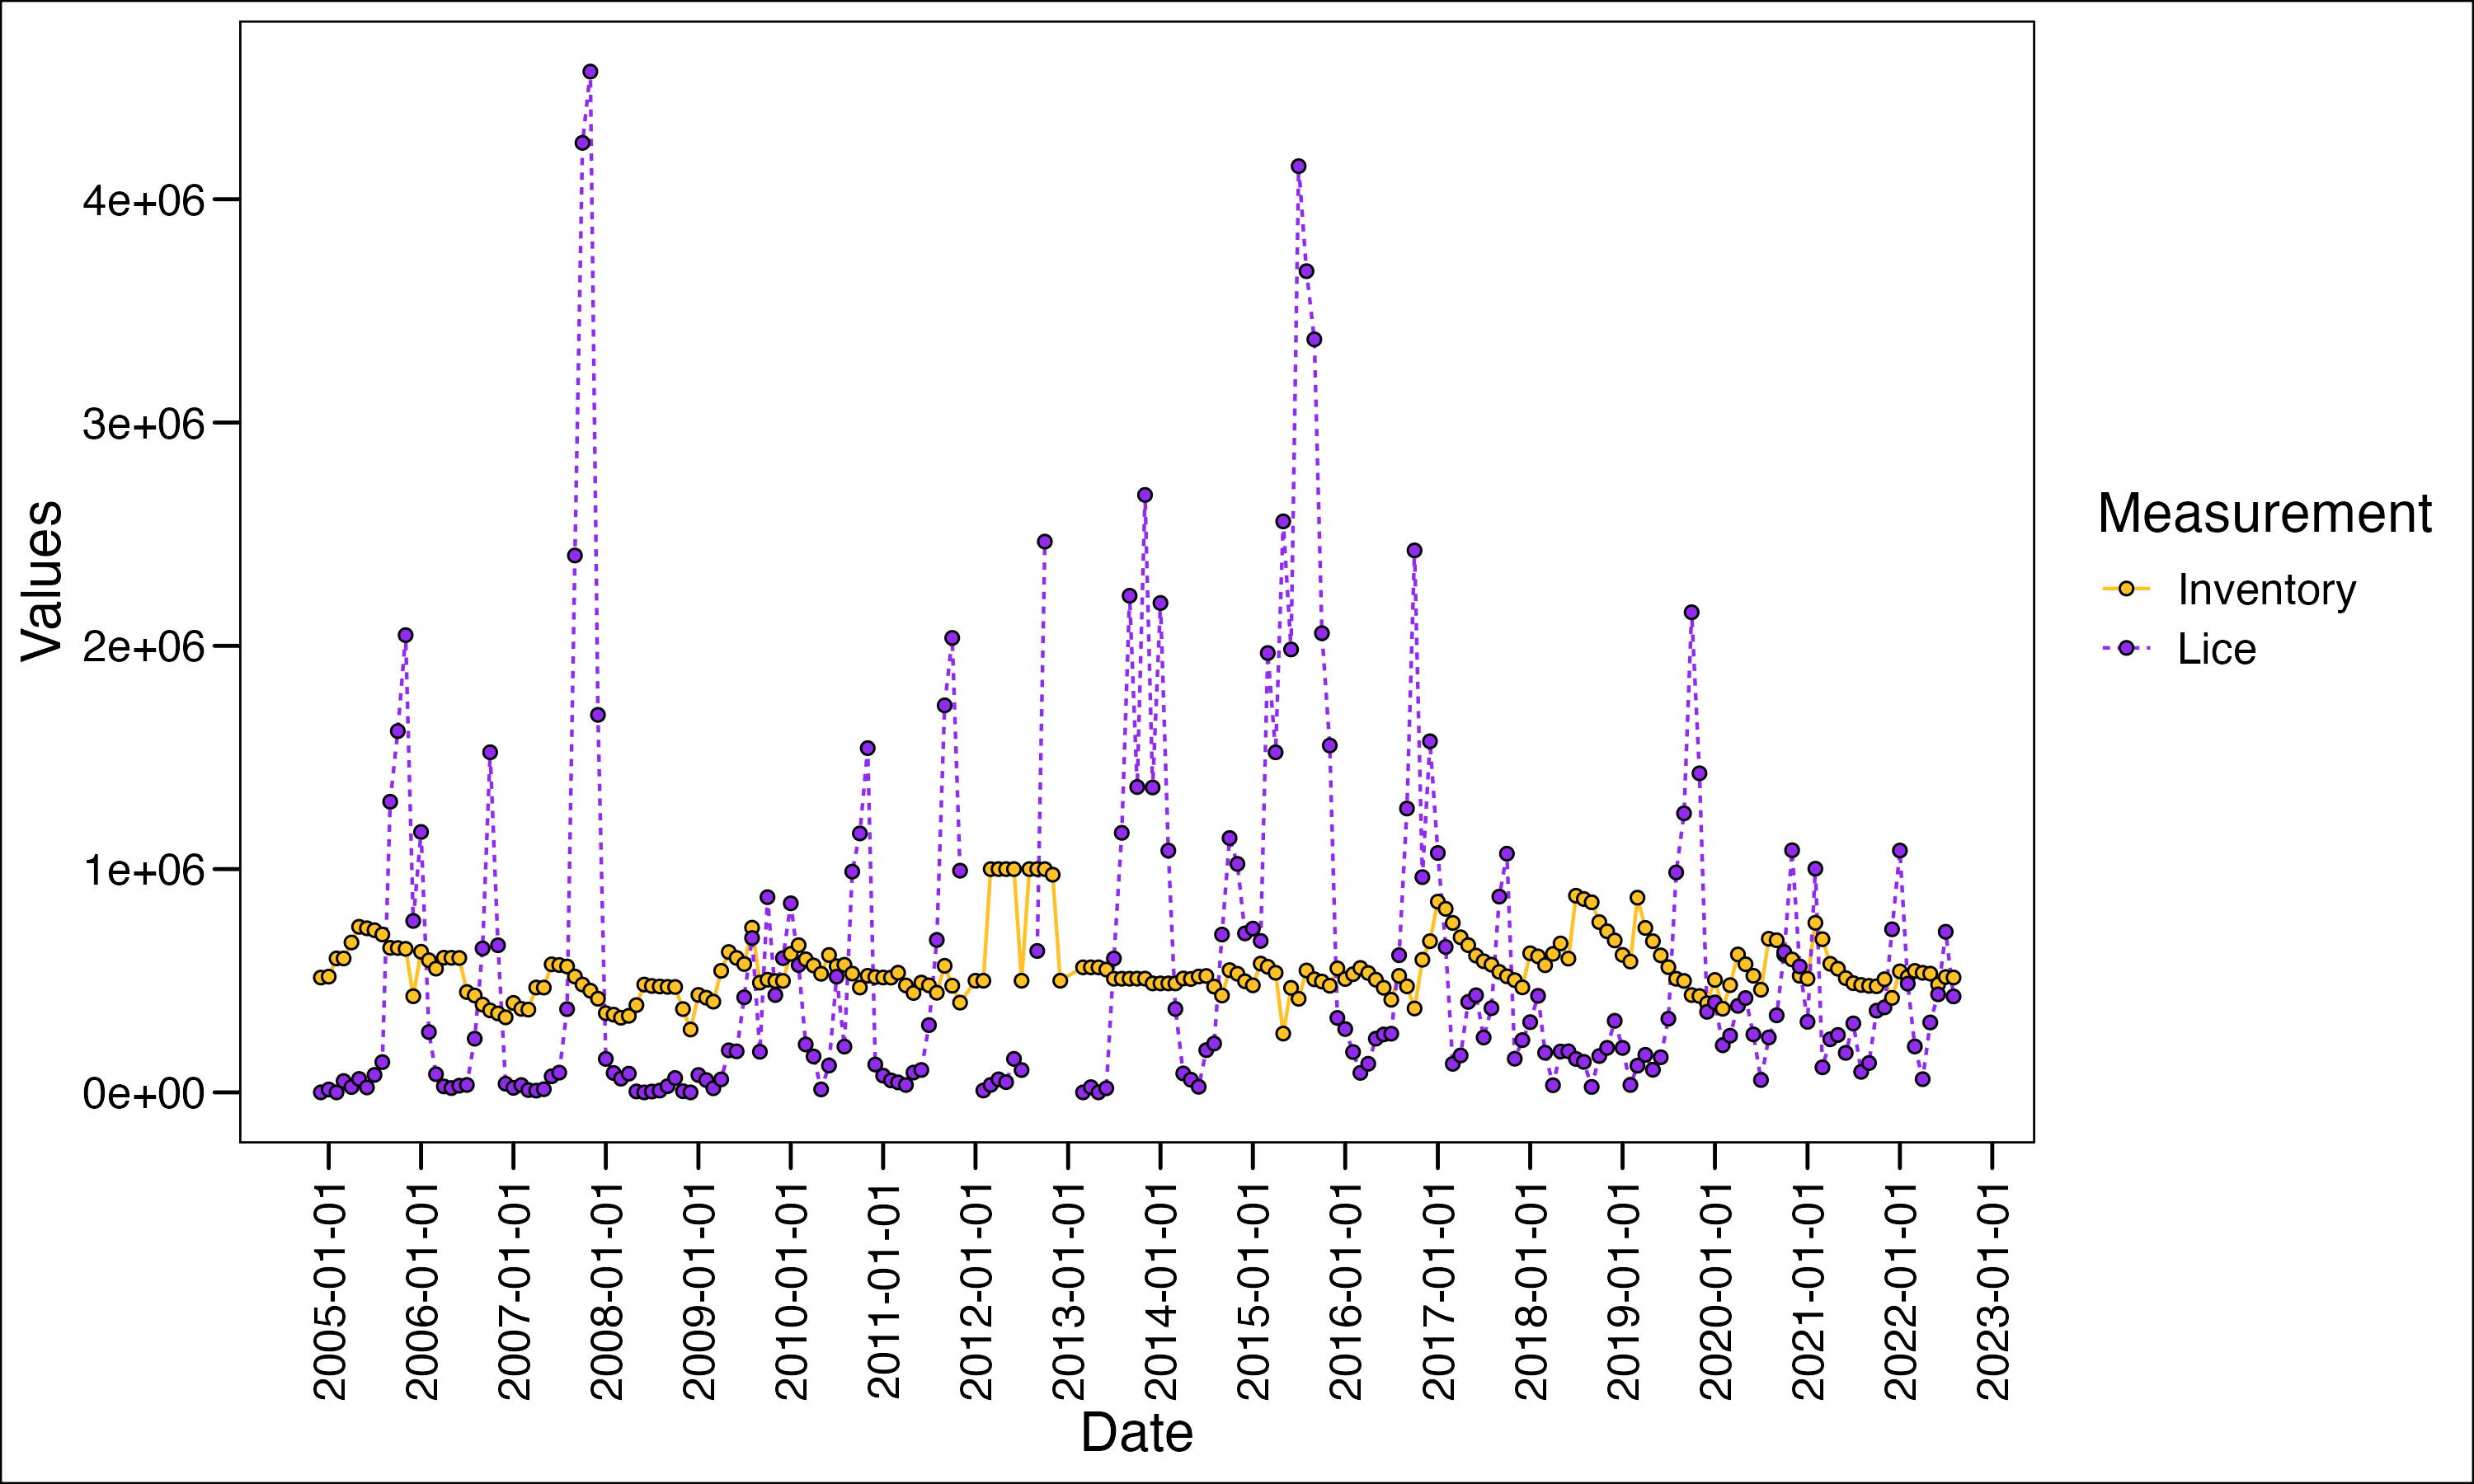 Values
4e+06
3e+06
2e+06
1e+06
0e+00
2005-01-01
2006-01-01
2007-01-01
2008-01-01
2009-01-01
2010-01-01
2011-01-01
2012-01-01
2013-01-01
2014-01-01
2015-01-01
2016-01-01
2017-01-01
2018-01-01
2019-01-01
2020-01-01
2021-01-01
2022-01-01
2023-01-01
Date
Measurement
Inventory
Lice